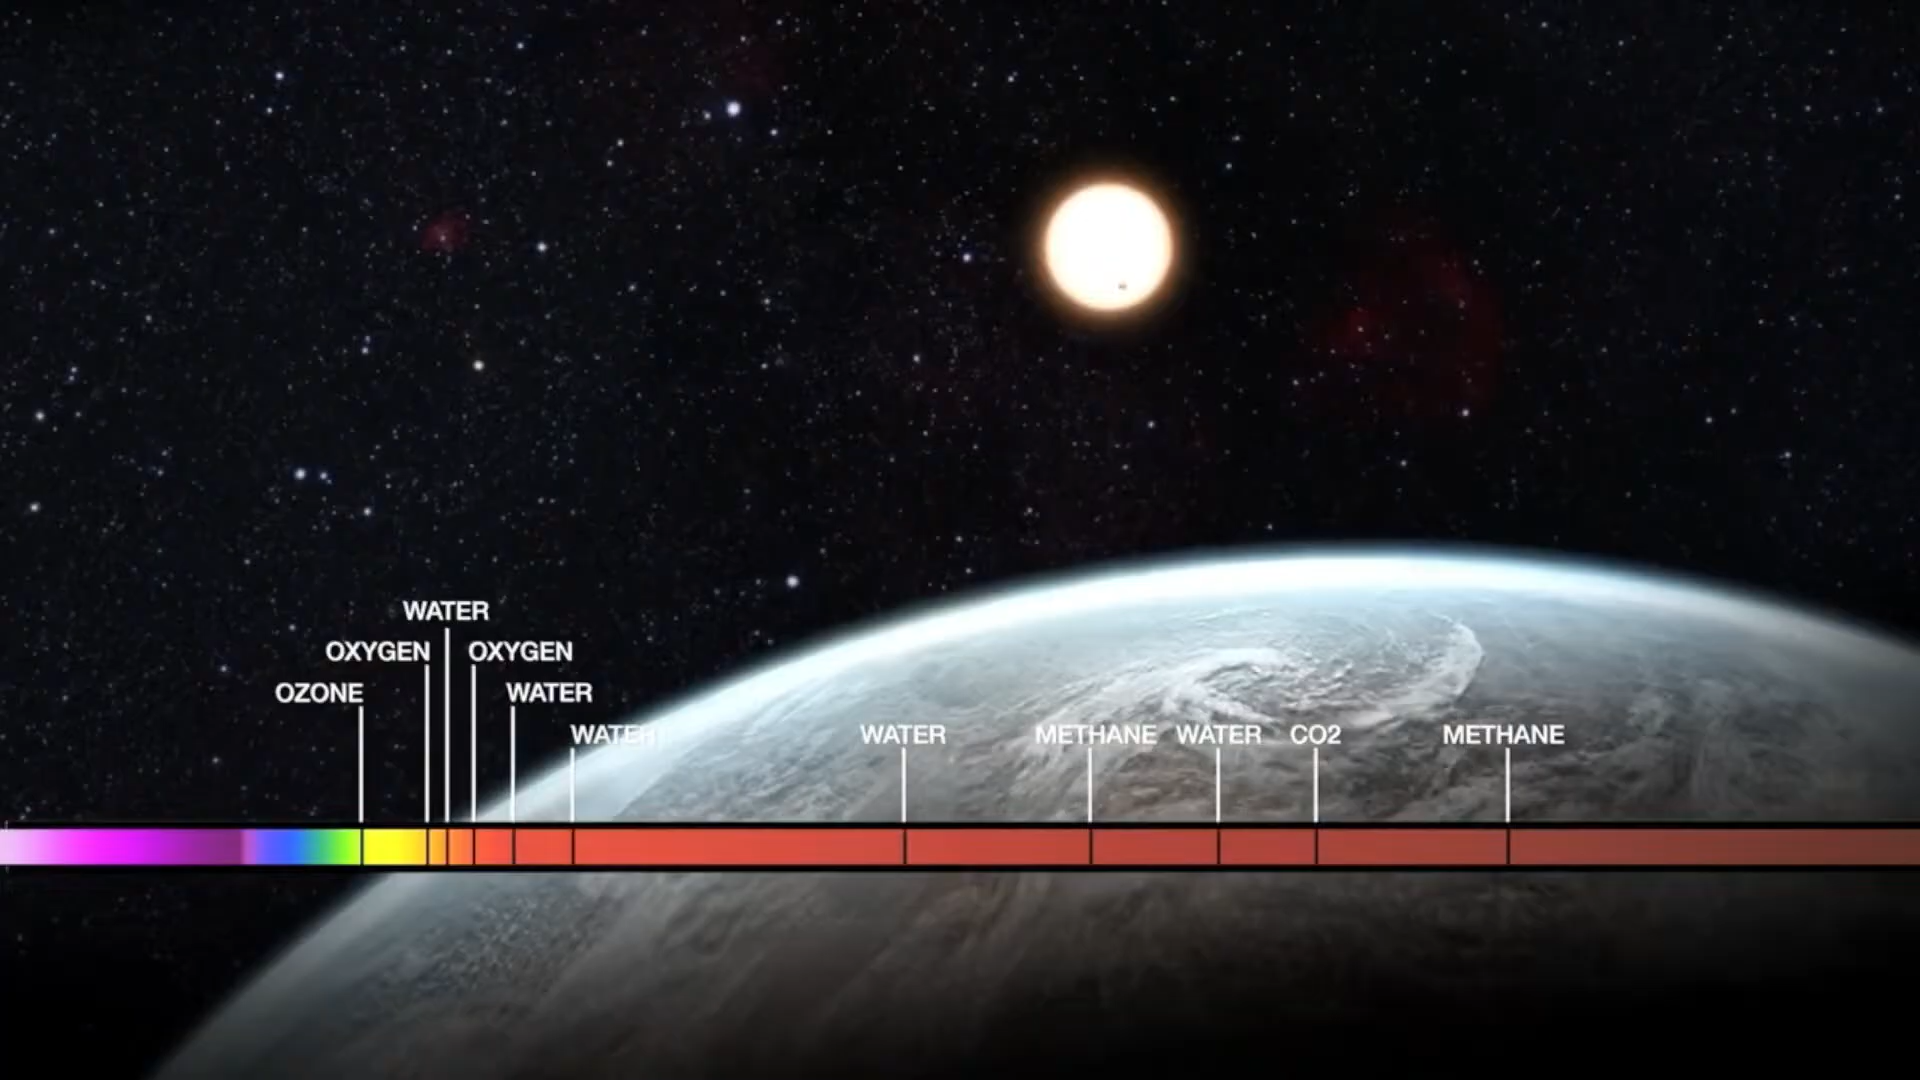 WATER
OXYGEN OXYGEN
OZONE WATER
WATER WATER METHANE WATER CO2 METHANE